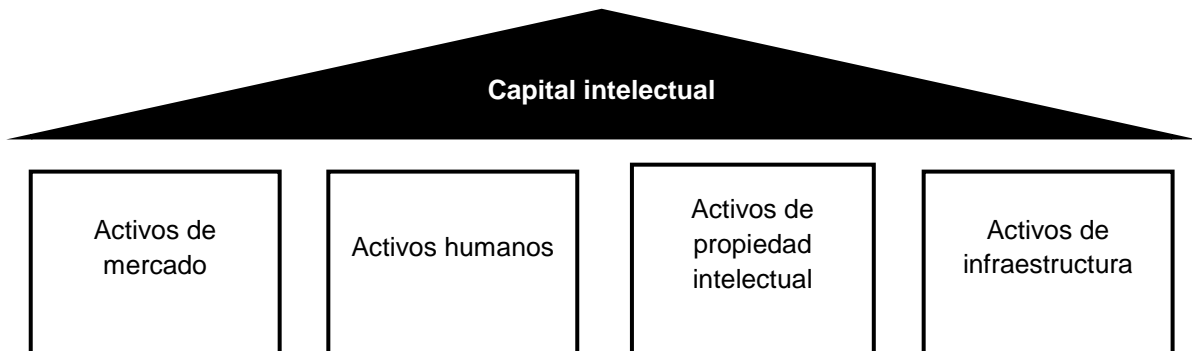 Capital intelectual
Activos de
mercado
Activos humanos
Activos de
propiedad
intelectual
Activos de
infraestructura